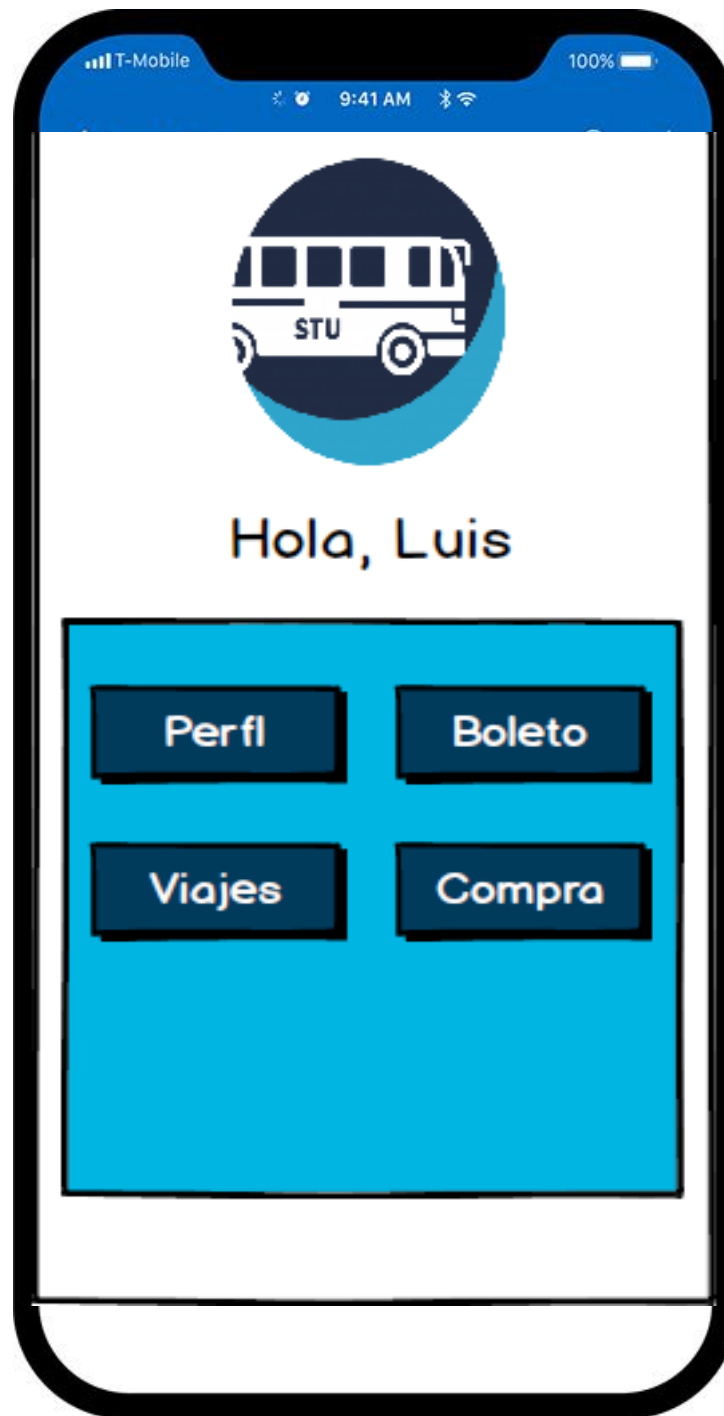 T-Mobile 100%
9:41 AM
STU
Hola, Luis
Perfl Boleto
Viajes Compra